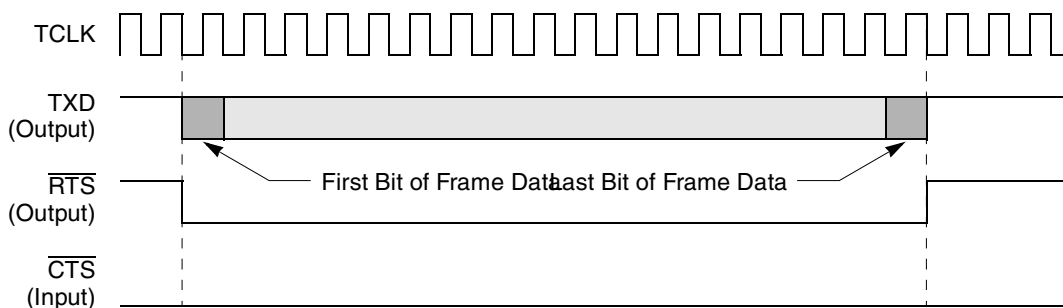 TCLK
TXD
(Output)
First Bit of Frame Data
Last Bit of Frame Data
RTS
(Output)
CTS
(Input)